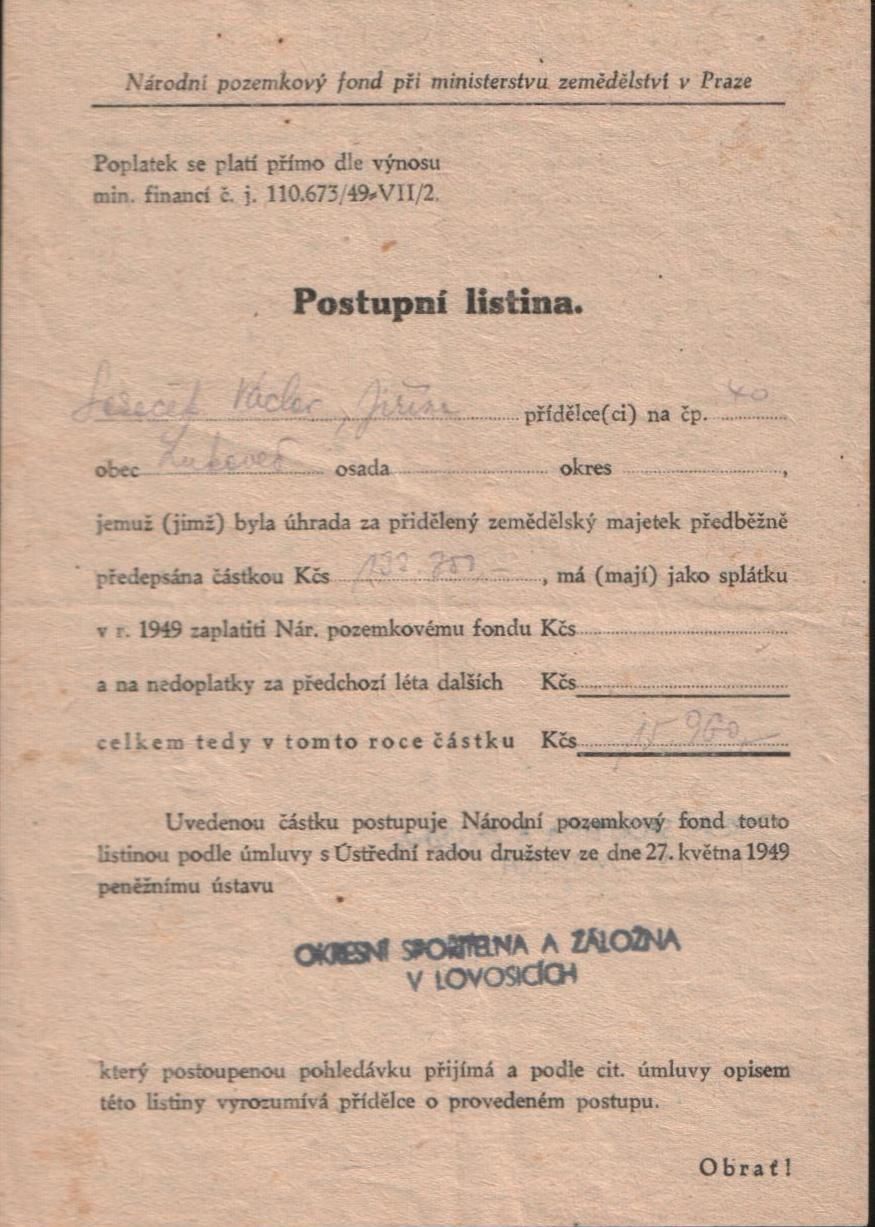 Národní pozemkový fond při ministerstvu zemědělství v Praze
Poplatek se platí přímo dle výnosu
min. financí č. j. 110.673/49-VII/2.
Postupní listina.
Václav, Jiřina přídělce(ci) na čp. 40
obec Lukavec osada okres ,
jemuž (jimž) byla úhrada za přidělený zemědělský majetek předběžně
předepsána částkou Kčs , má (mají) jako splátku
v r. 1949 zaplatiti Nár. pozemkovému fondu Kčs
a na nedoplatky za předchozí léta dalších Kčs
celkem tedy v tomto roce částku Kčs 15 960,-
Uvedenou částku postupuje Národní pozemkový fond touto
listinou podle úmluvy s Ústřední radou družstev ze dne 27. května 1949
peněžnímu ústavu
OKRESNÍ SPOŘITELNA A ZÁLOŽNA
V LOVOSICÍCH
který postoupenou pohledávku přijímá a podle cit. úmluvy opisem
této listiny vyrozumívá přídělce o provedeném postupu.
Obrať!